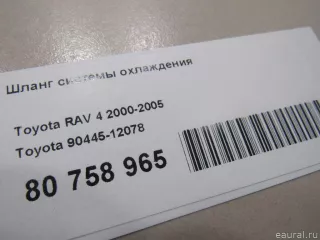 Шланг системы охлаждения
Toyota RAV 4 2000-2005
Toyota 90445-12078
80 758 965
eaural.ru